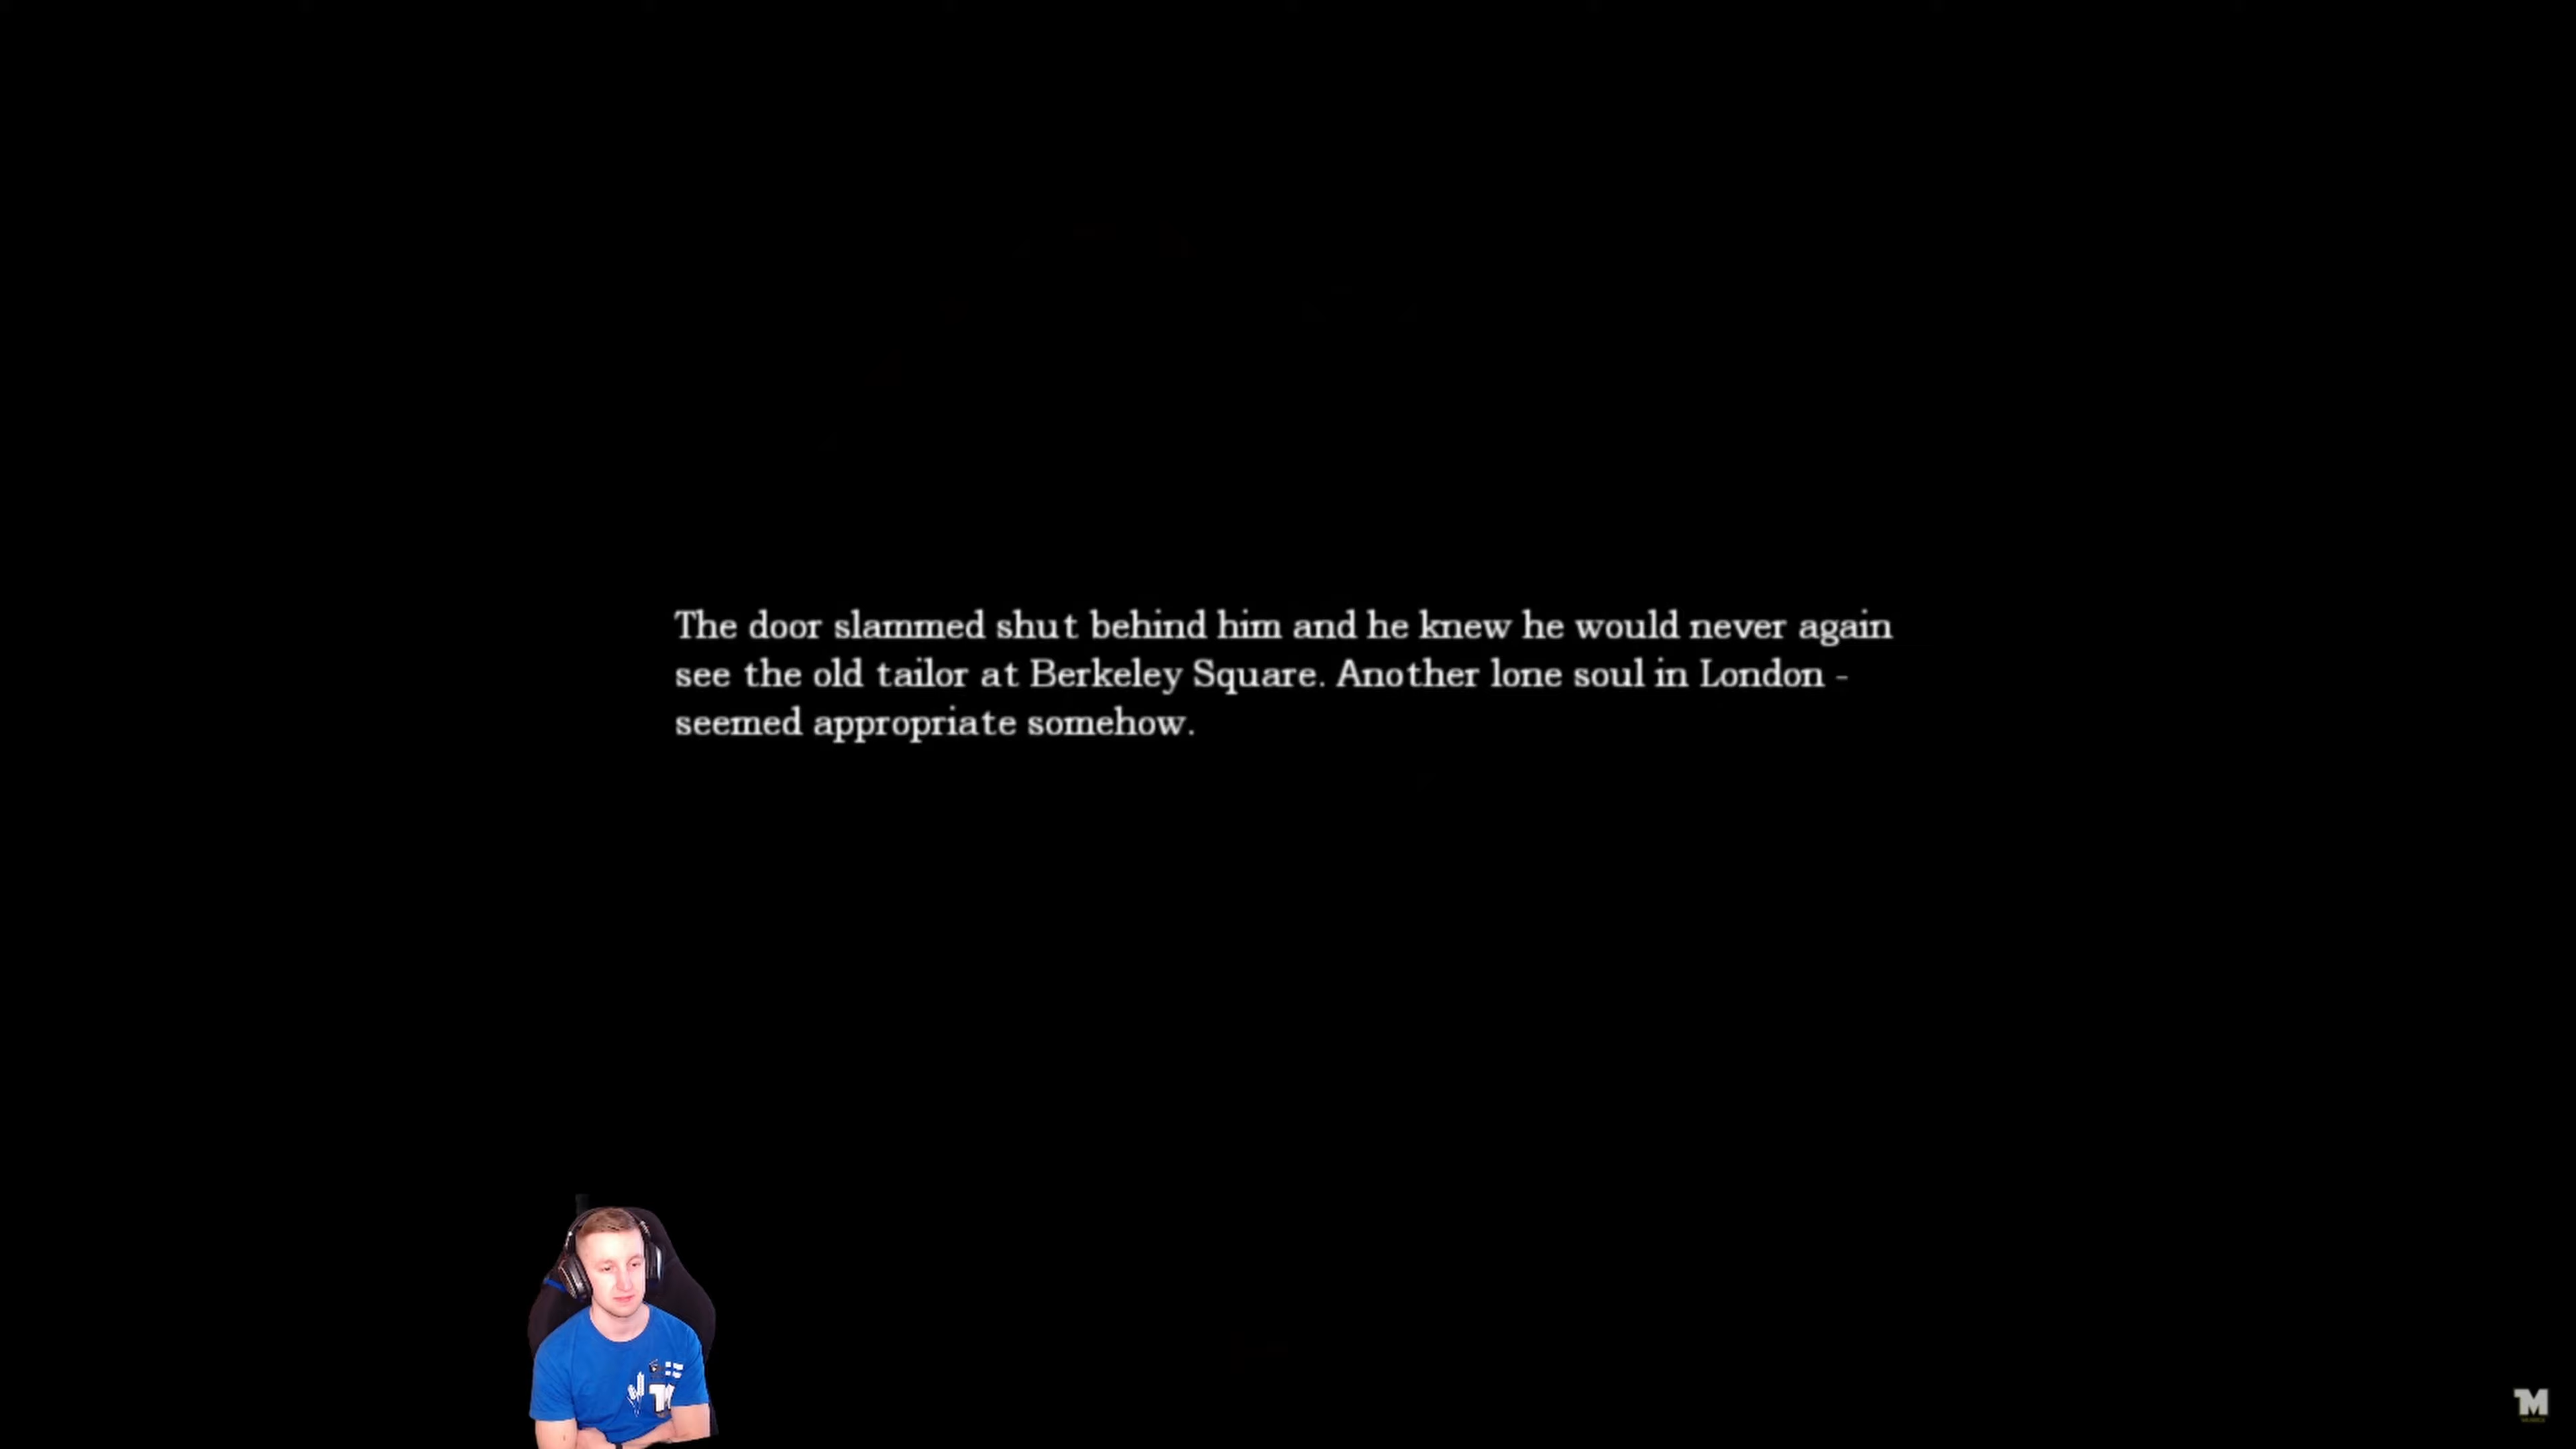 The door slammed shut behind him and he knew he would never again
see the old tailor at Berkeley Square. Another lone soul in London -
seemed appropriate somehow.
M